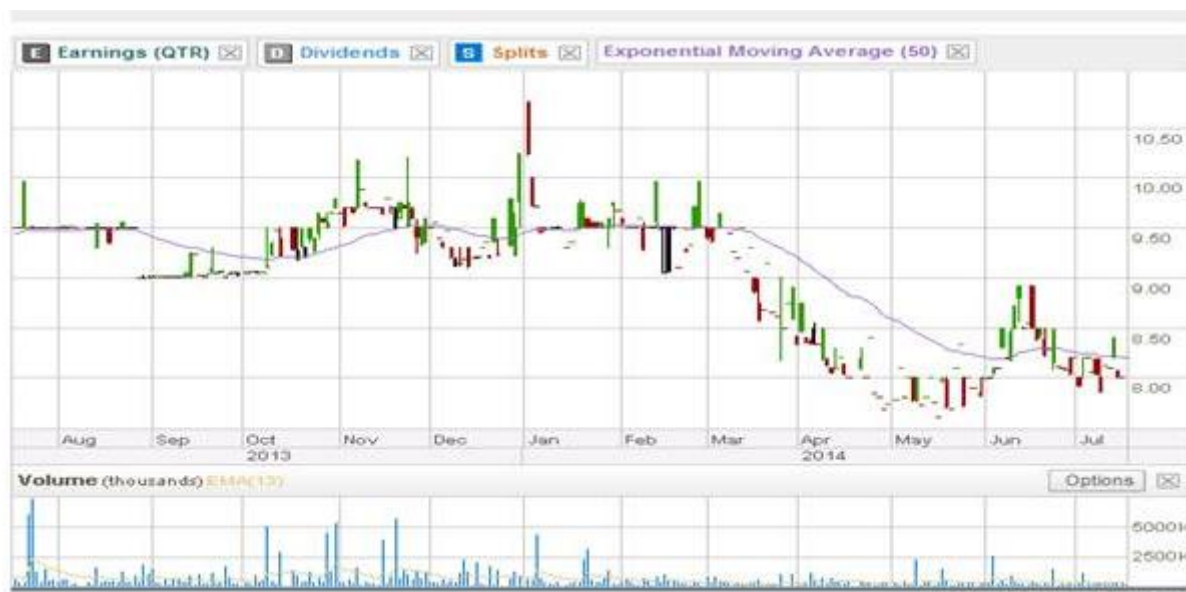 E Earnings (QTR) D Dividends S Splits Exponential Moving Average (50)
10.50
10.00
9.50
9.00
8.50
8.00
Aug Sep Oct Nov Dec Jan Feb Mar Apr May Jun Jul
2013 2014
Volume (thousands) EMA(13) Options
5000K
2500K